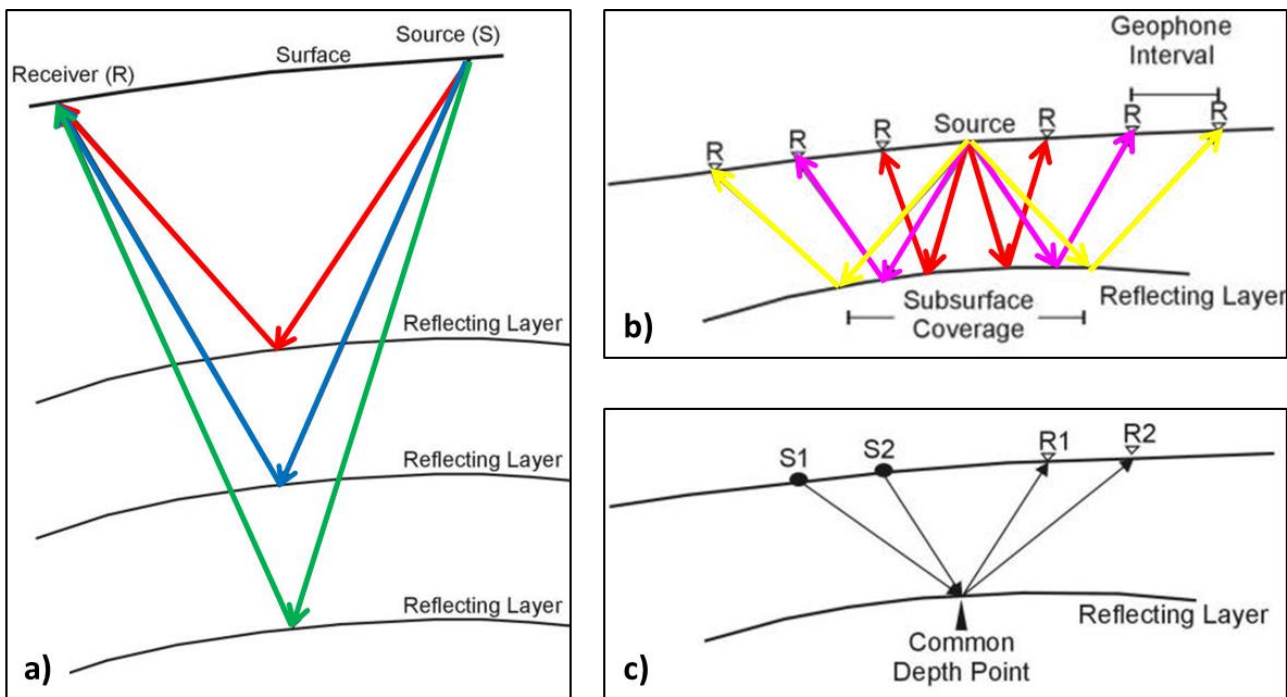 Source (S)
Surface
Receiver (R)
Reflecting Layer
Reflecting Layer
Reflecting Layer
a)
Geophone
Interval
R R R Source R R R
Subsurface
Coverage
Reflecting Layer
b)
S1 S2 R1 R2
Reflecting Layer
Common
Depth Point
c)